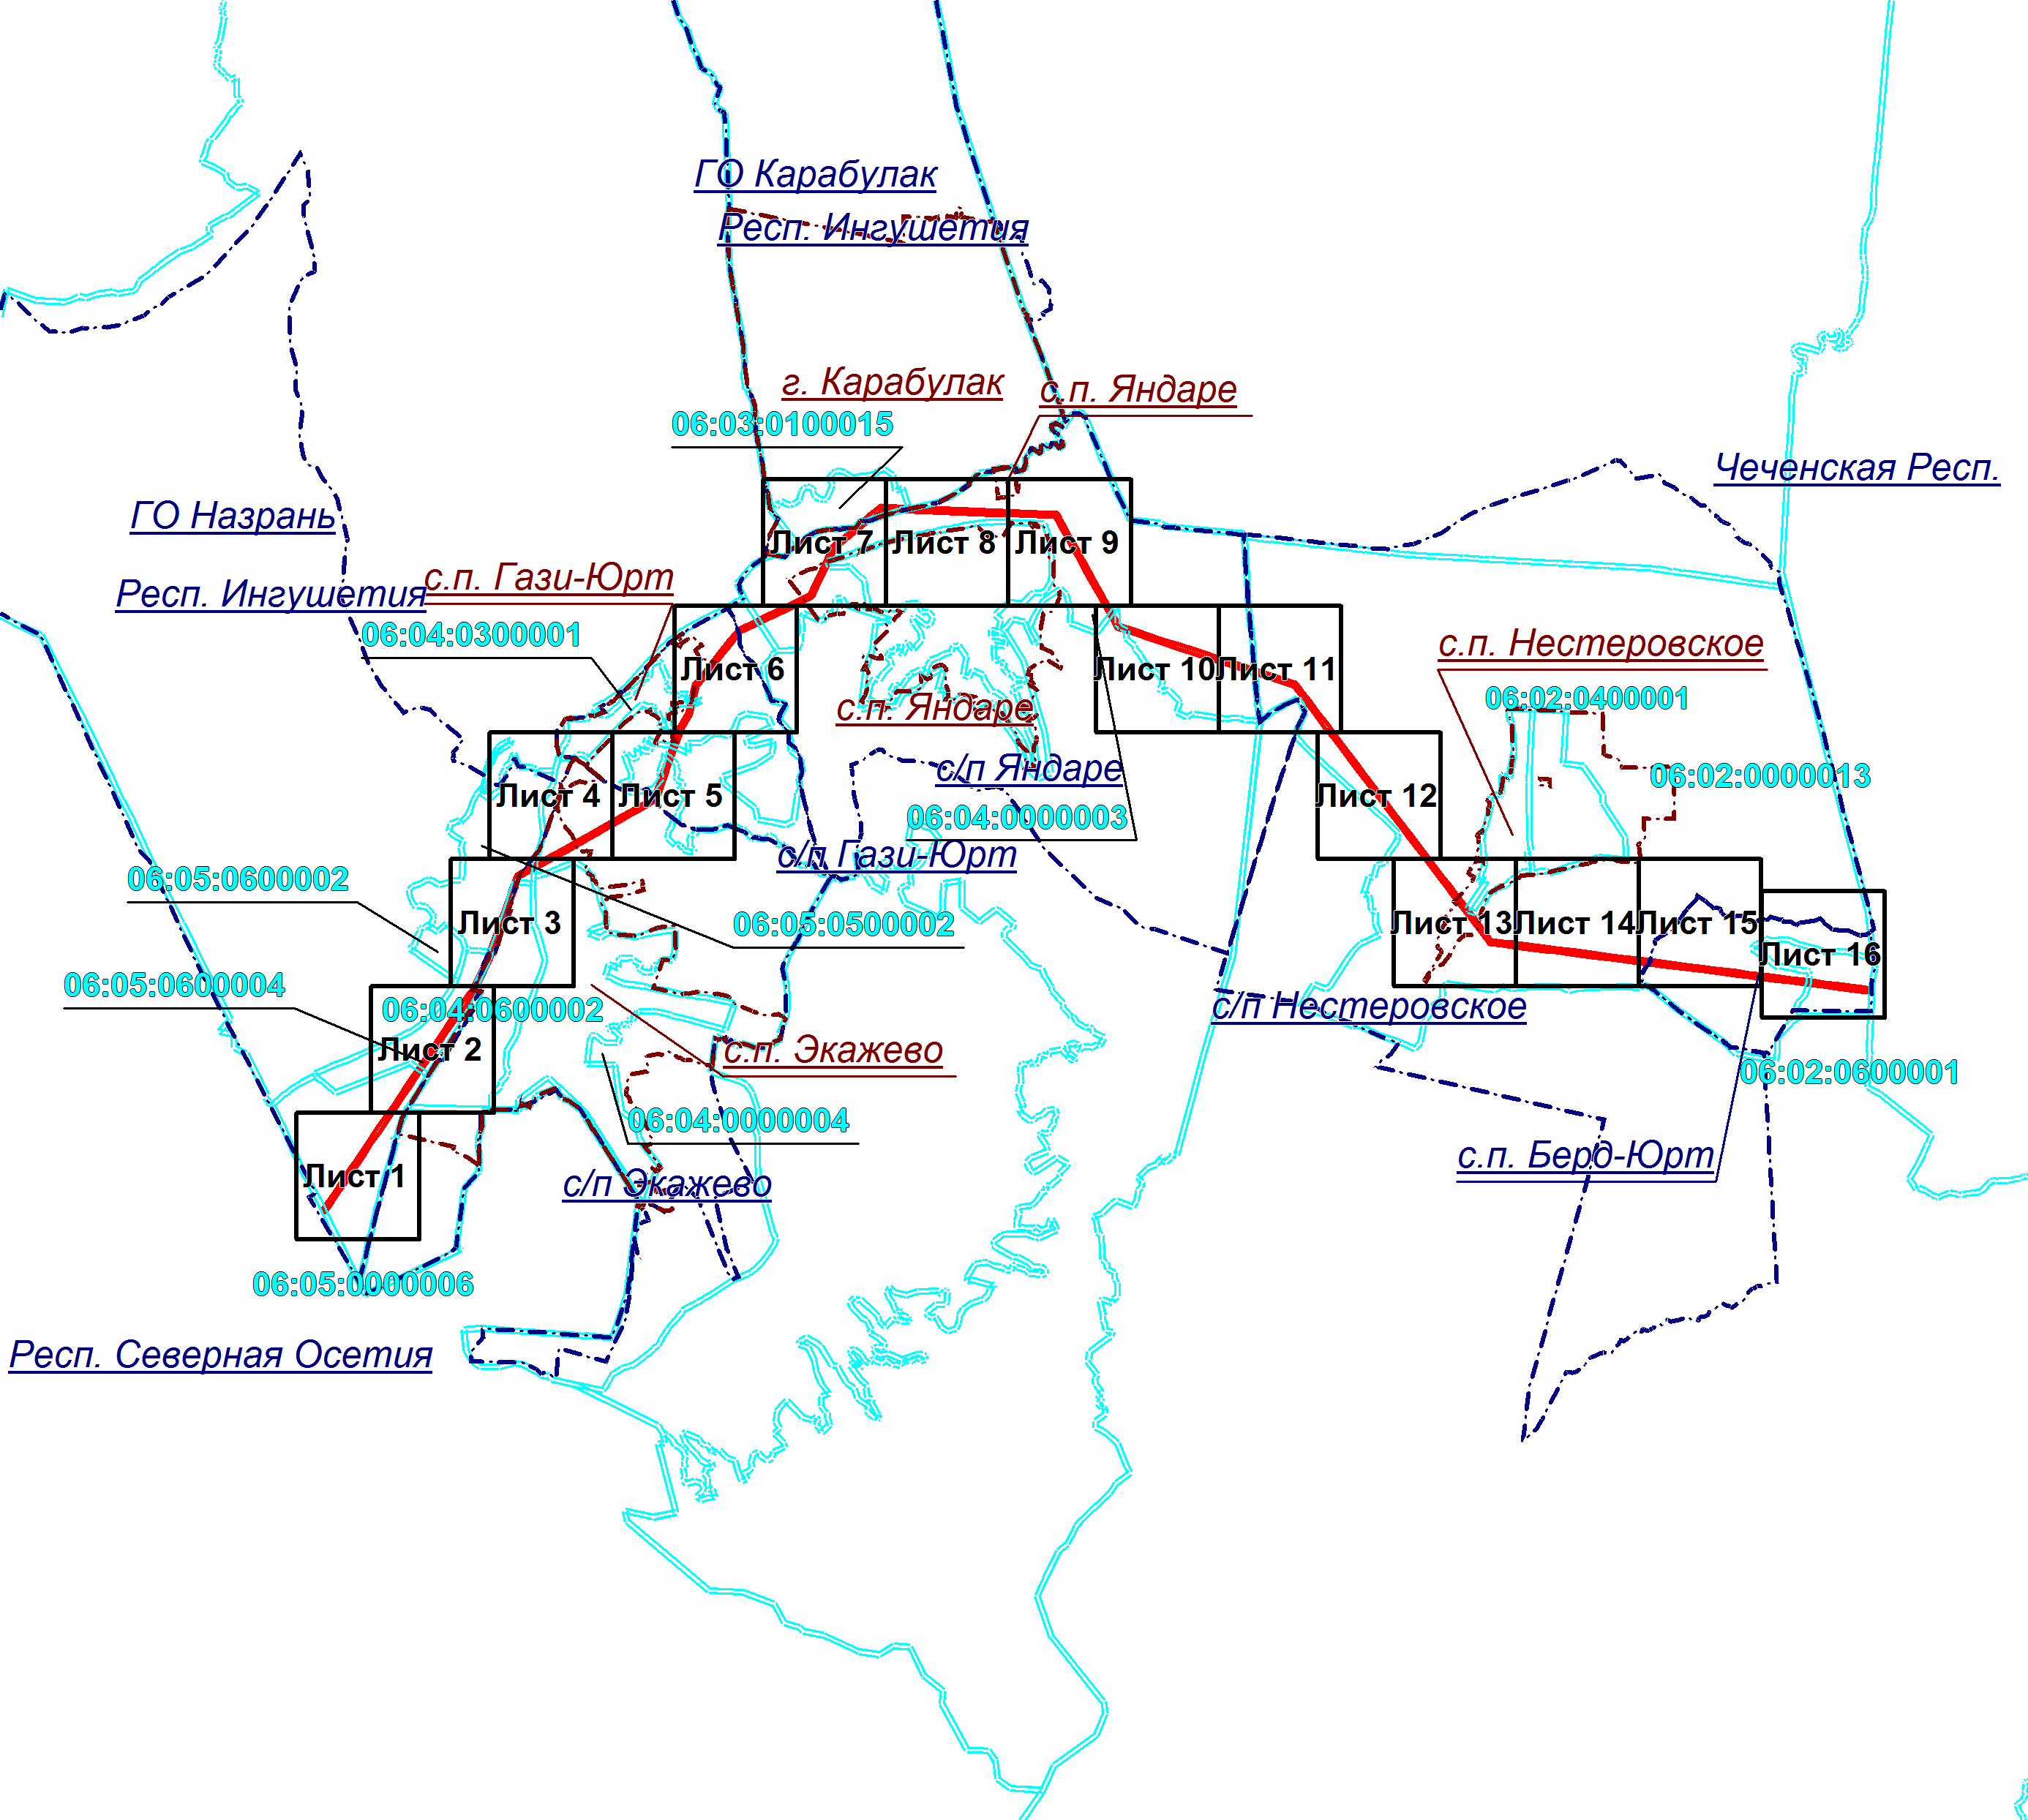 ГО Карабулак
Респ. Ингушетия
г. Карабулак
с.п. Яндаре
06:03:0100015
Чеченская Респ.
ГО Назрань
Респ. Ингушетия
с.п. Гази-Юрт
06:04:0300001
Лист 7
Лист 8
Лист 9
с.п. Нестеровское
06:02:0400001
Лист 6
Лист 10
Лист 11
с.п. Яндаре
с/п Яндаре
06:02:0000013
Лист 4
Лист 5
Лист 12
06:04:0000003
с/п Гази-Юрт
06:05:0600002
Лист 3
06:05:0500002
Лист 13
Лист 14
Лист 15
Лист 16
06:05:0600004
06:04:0600002
с/п Нестеровское
Лист 2
с.п. Экажево
06:02:0600001
06:04:0000004
с.п. Берд-Юрт
Лист 1
с/п Экажево
06:05:0000006
Респ. Северная Осетия